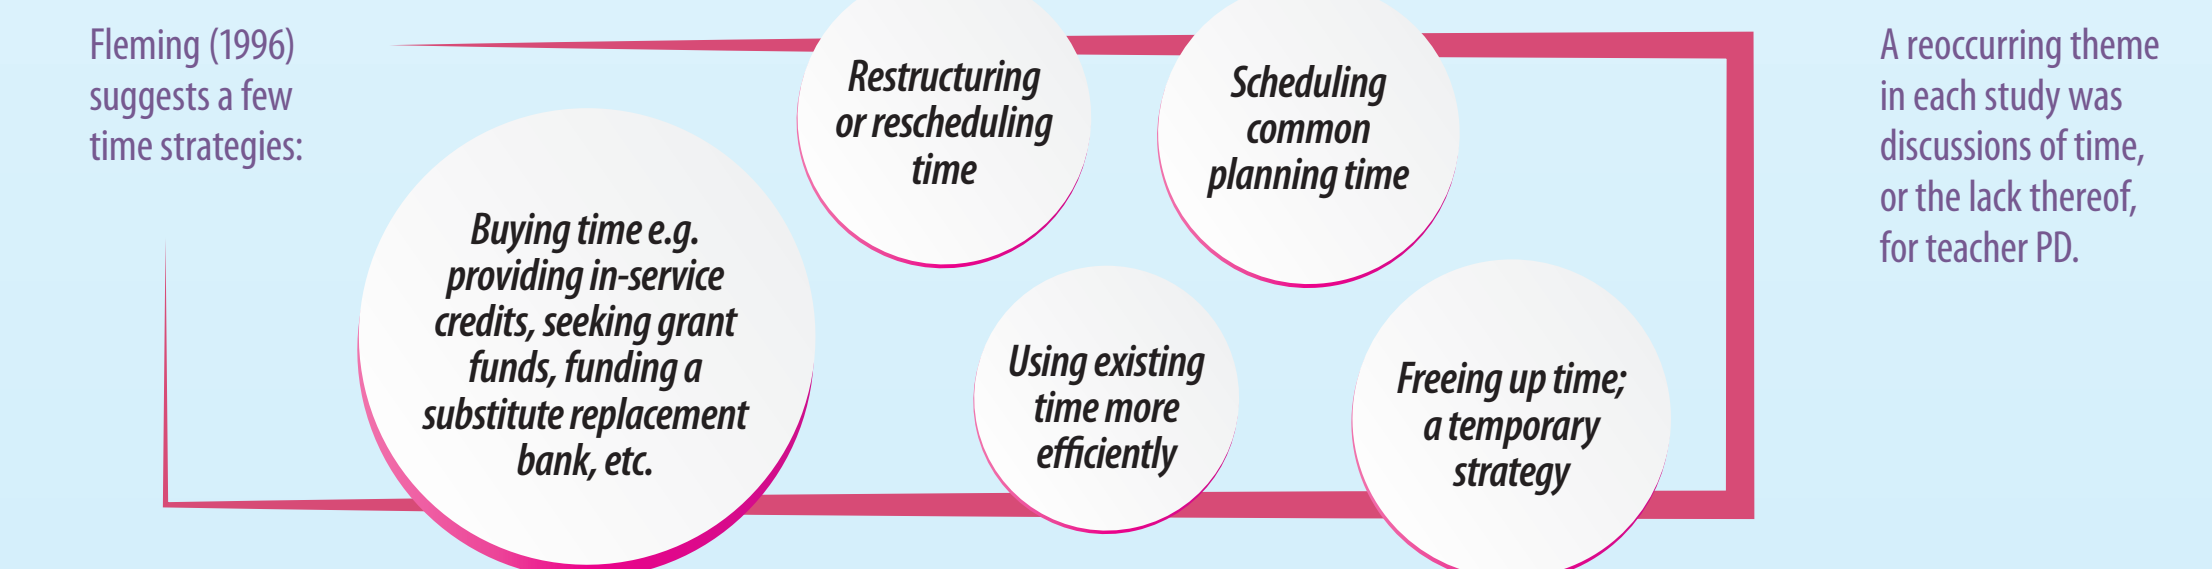 Fleming (1996)
suggests a few
time strategies:
Buying time e.g.
providing in-service
credits, seeking grant
funds, funding a
substitute replacement
bank, etc.
Restructuring
or rescheduling
time
Scheduling
common
planning time
Using existing
time more
efficiently
Freeing up time;
a temporary
strategy
A reoccurring theme
in each study was
discussions of time,
or the lack thereof,
for teacher PD.